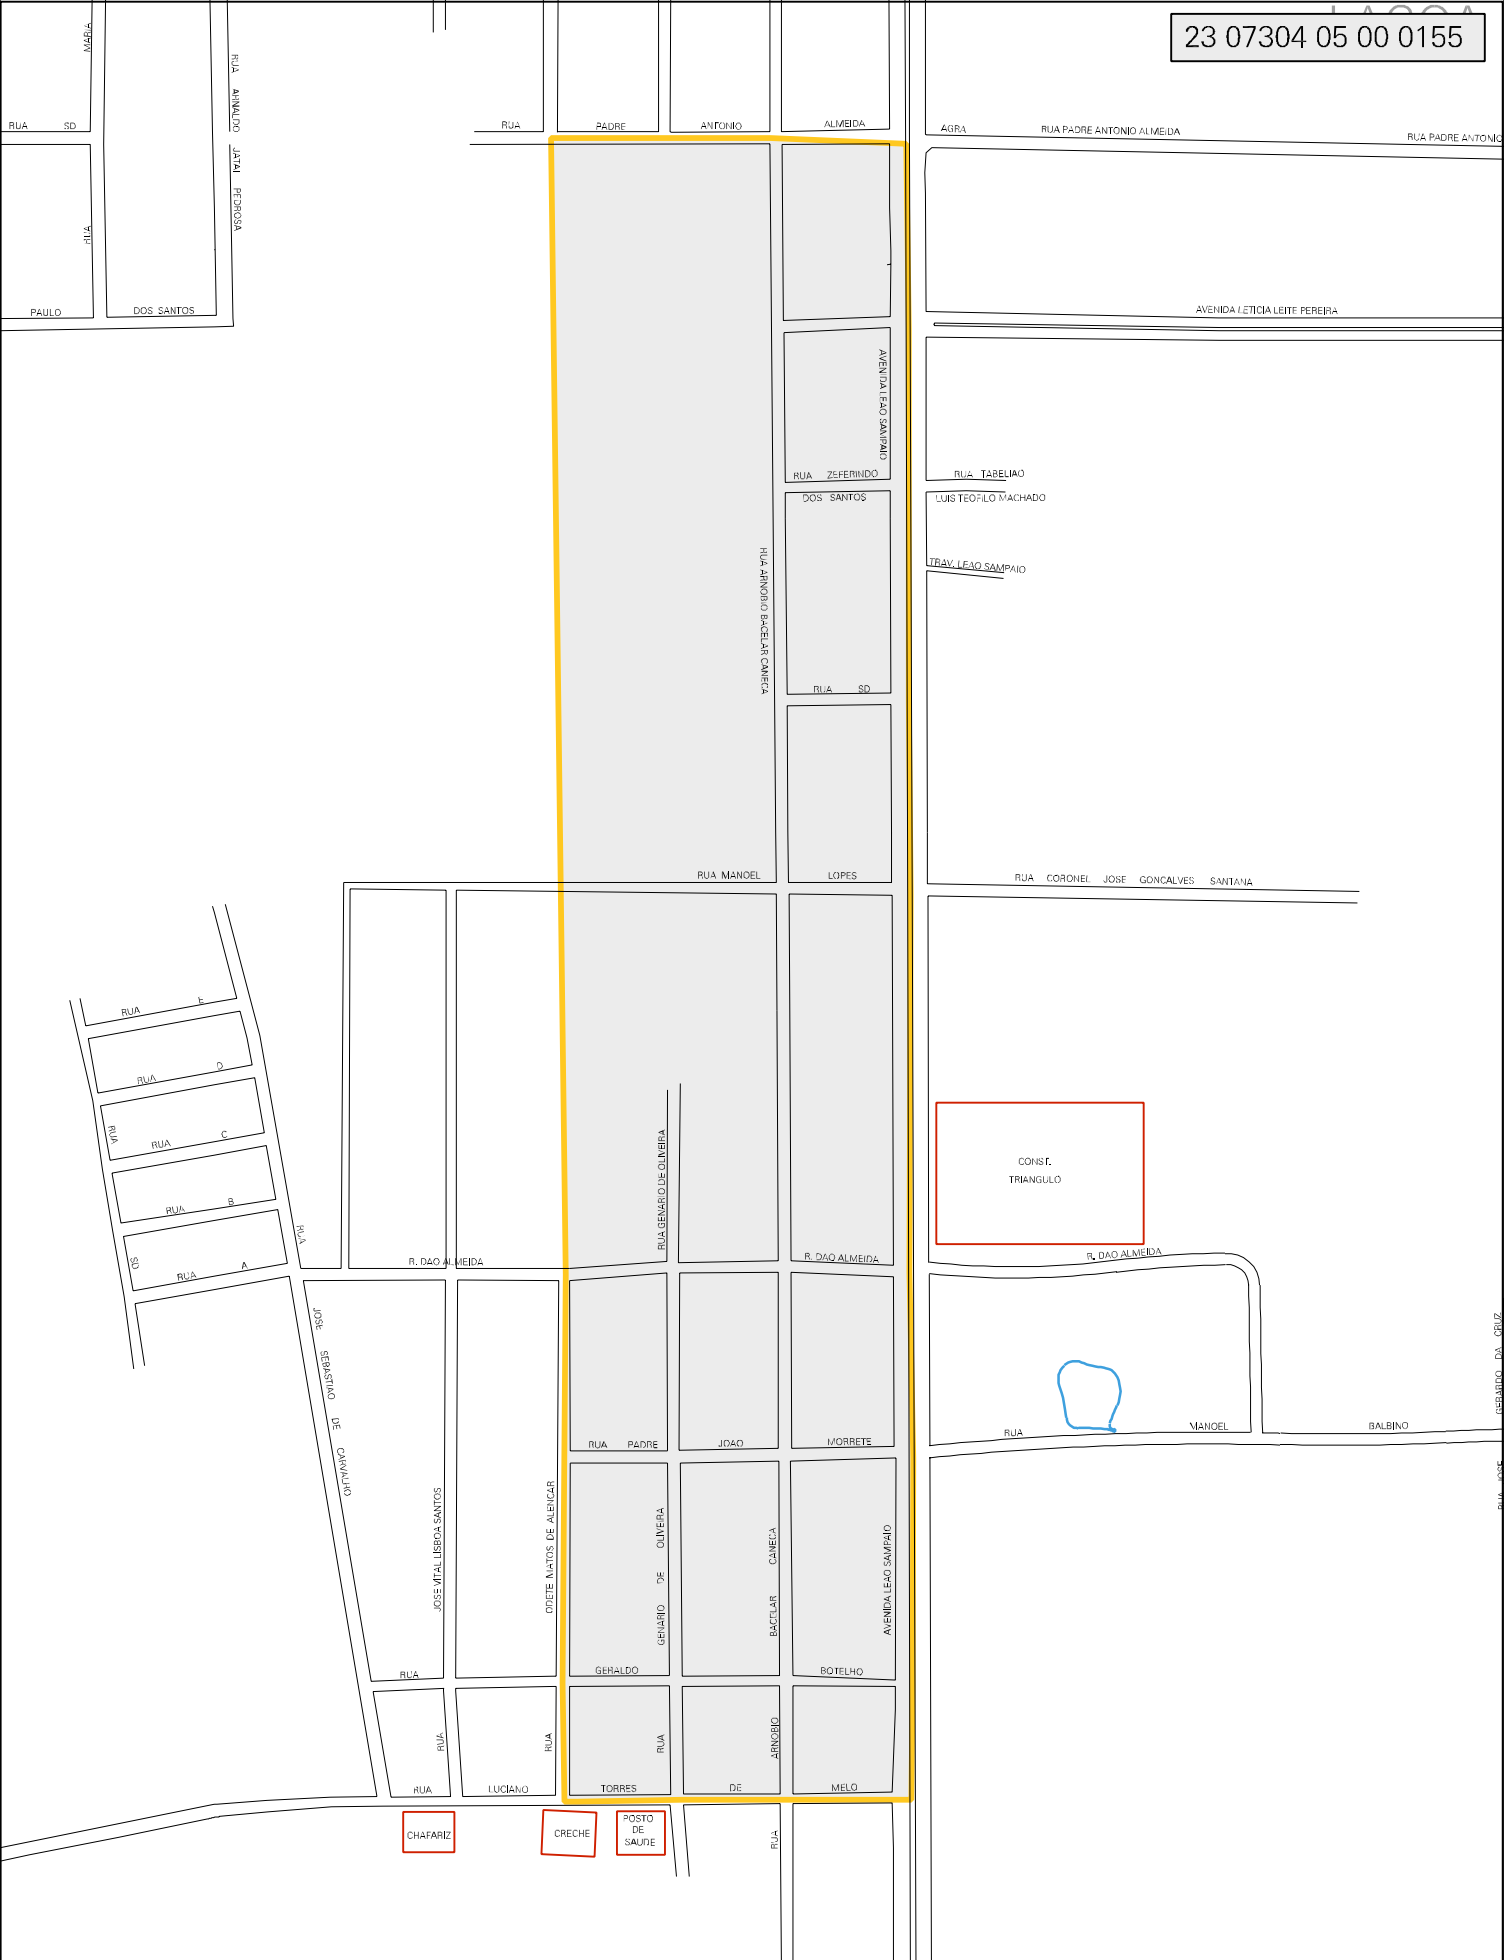 LAGOA
23 07304 05 00 0155
MARIA
RUA
RUA SD
RUA ARNALDO JATAI PEDROSA
PAULO DOS SANTOS
RUA PADRE ANTONIO ALMEIDA
AGRA
RUA PADRE ANTONIO ALMEIDA
RUA PADRE ANTONIO
AVENIDA LETICIA LEITE PEREIRA
AVENIDA LEAO SAMPAIO
RUA ZEFERINDO
DOS SANTOS
RUA TABELIAO
LUIS TEOFILO MACHADO
TRAV. LEAO SAMPAIO
RUA ARNOBIO BACELAR CANECA
RUA SD
RUA MANOEL LOPES
RUA CORONEL JOSE GONCALVES SANTANA
RUA E
RUA D
RUA C
RUA B
RUA A
RUA SD
RUA JOSE SEBASTIAO DE CARVALHO
RUA GENARIO DE OLIVEIRA
CONST.
TRIANGULO
R. DAO ALMEIDA
R. DAO ALMEIDA
R. DAO ALMEIDA
RUA MANOEL BALBINO
RUA JOSE GERARDO DA CRUZ
RUA PADRE JOAO MORRETE
RUA JOSE VITAL LISBOA SANTOS
RUA ODETE MATOS DE ALENCAR
RUA GENARIO DE OLIVEIRA
RUA ARNOBIO BACELAR CANECA
AVENIDA LEAO SAMPAIO
RUA GERALDO BOTELHO
RUA LUCIANO TORRES DE MELO
CHAFARIZ
CRECHE
POSTO
DE
SAUDE